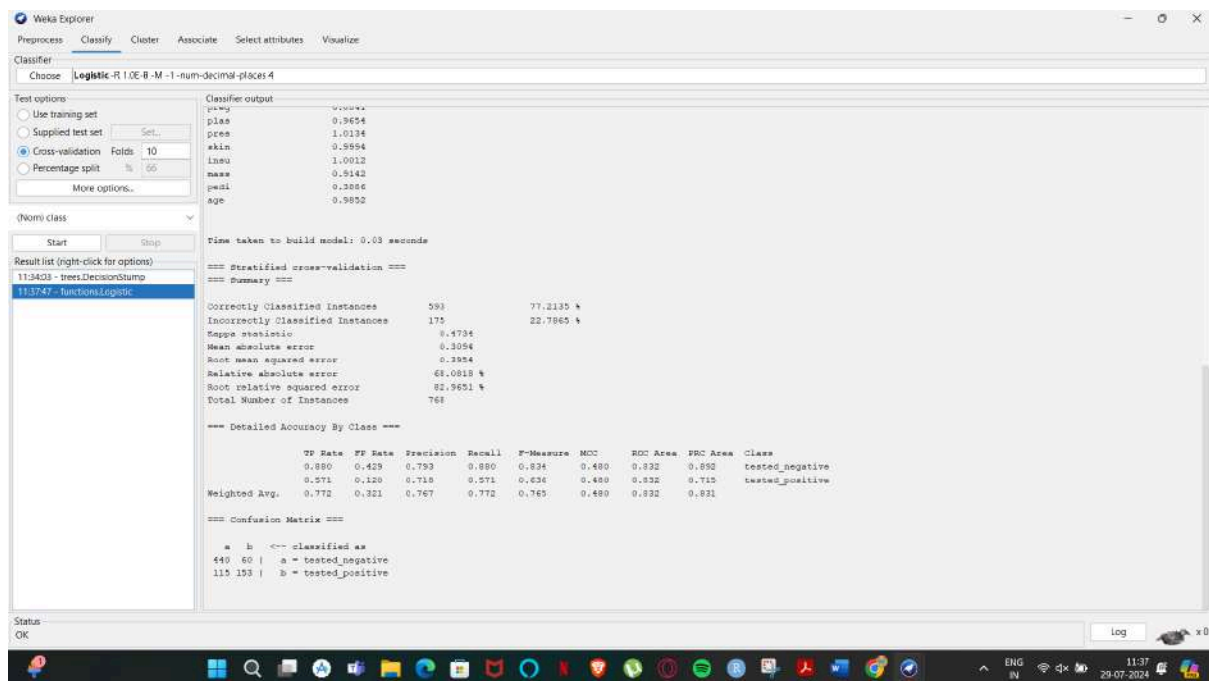 Weka Explorer
Preprocess Classify Cluster Associate Select attributes Visualize
Classifier
Choose Logistic -R 1.0E-8 -M -1 -num-decimal-places 4
Test options
Use training set
Supplied test set Set...
Cross-validation Folds 10
Percentage split % 66
More options...
(Nom) class
Start Stop
Result list (right-click for options)
11:34:03 - trees.DecisionStump
11:37:47 - functions.Logistic
Classifier output
plas 0.9654
pres 1.0134
skin 0.9994
insu 1.0012
mass 0.9142
pedi
age 0.9852
Time taken to build model: 0.03 seconds
=== Stratified cross-validation ===
=== Summary ===
Correctly Classified Instances 593 77.2135 %
Incorrectly Classified Instances 175 22.7865 %
Kappa statistic 0.4734
Mean absolute error 0.3094
Root mean squared error 0.3954
Relative absolute error 68.0818 %
Root relative squared error 82.9651 %
Total Number of Instances 768
=== Detailed Accuracy By Class ===
TP Rate FP Rate Precision Recall F-Measure MCC ROC Area PRC Area Class
0.880 0.429 0.793 0.880 0.834 0.480 0.832 0.892 tested_negative
0.571 0.120 0.718 0.571 0.636 0.480 0.832 0.715 tested_positive
Weighted Avg. 0.772 0.321 0.767 0.772 0.765 0.480 0.832 0.831
=== Confusion Matrix ===
a b <-- classified as
440 60 | a = tested_negative
115 153 | b = tested_positive
Status
OK
Log x 0
ENG
IN
11:37
29-07-2024